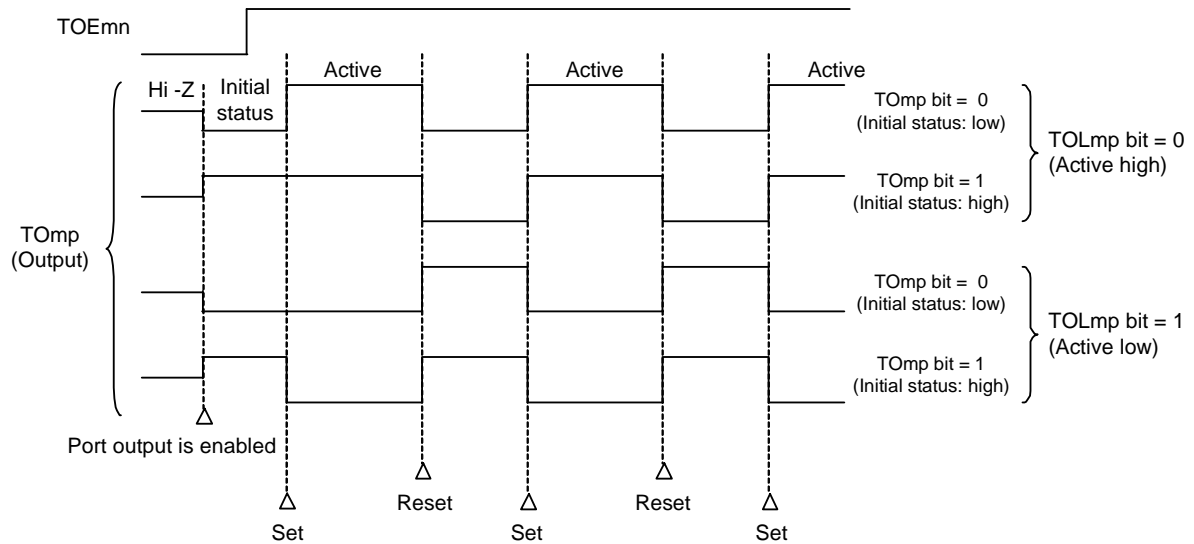 TOEmn
Active
Active
Active
Hi -Z
Initial
status
TOmp bit = 0
(Initial status: low)
TOLmp bit = 0
(Active high)
TOmp bit = 1
(Initial status: high)
TOmp
(Output)
TOmp bit = 0
(Initial status: low)
TOLmp bit = 1
(Active low)
TOmp bit = 1
(Initial status: high)
Port output is enabled
Reset
Reset
Set
Set
Set